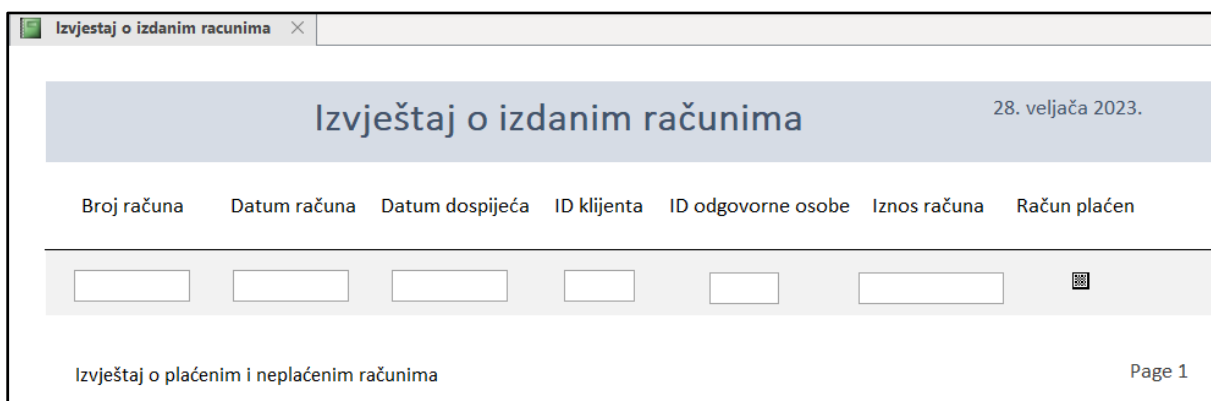 Izvjestaj o izdanim racunima
Izvještaj o izdanim računima
28. veljača 2023.
Broj računa Datum računa Datum dospijeća ID klijenta ID odgovorne osobe Iznos računa Račun plaćen
Izvještaj o plaćenim i neplaćenim računima
Page 1